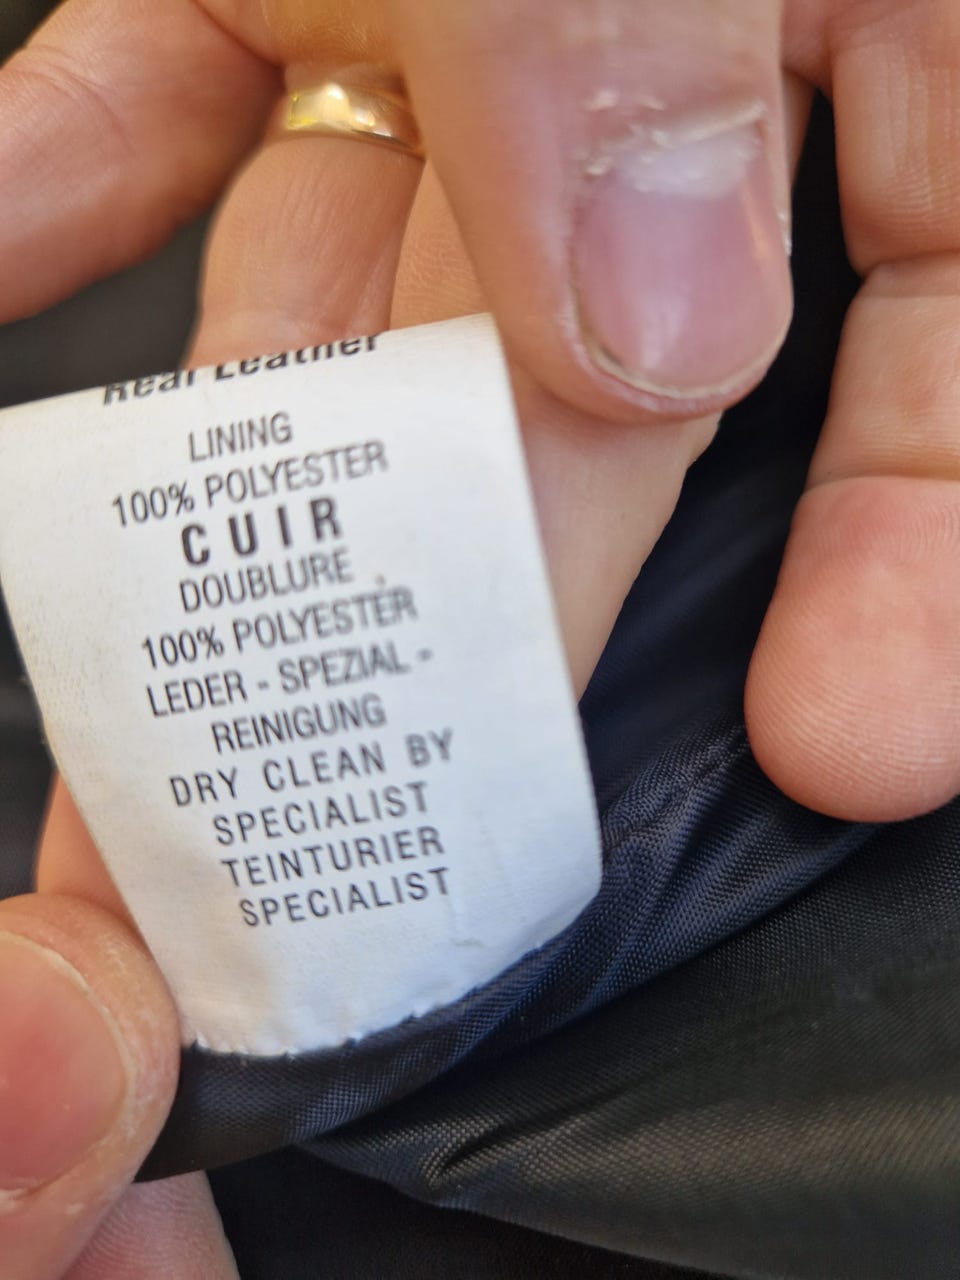 Real Leather
LINING
100% POLYESTER
CUIR
DOUBLURE
100% POLYESTER
LEDER - SPEZIAL -
REINIGUNG
DRY CLEAN BY
SPECIALIST
TEINTURIER
SPECIALIST